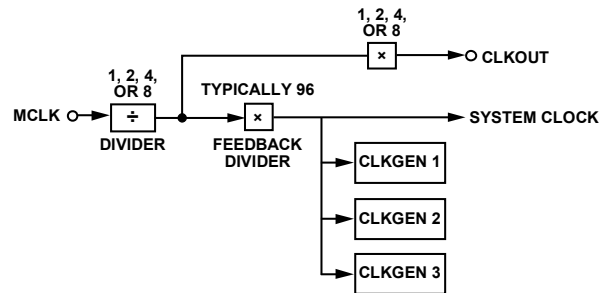 1, 2, 4,
OR 8
×
CLKOUT
1, 2, 4,
OR 8
TYPICALLY 96
MCLK
÷
×
SYSTEM CLOCK
DIVIDER
FEEDBACK
DIVIDER
CLKGEN 1
CLKGEN 2
CLKGEN 3